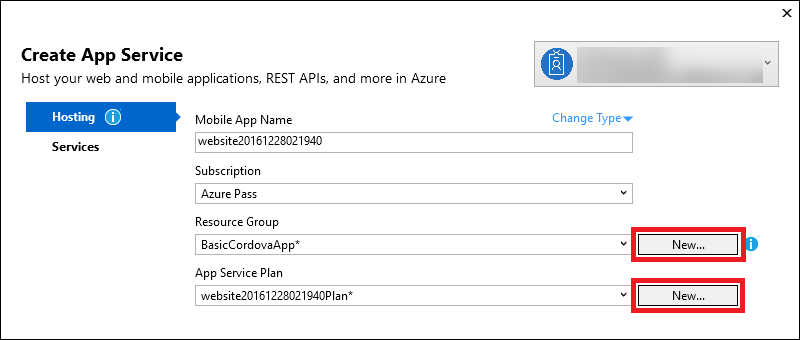 Create App Service
Host your web and mobile applications, REST APIs, and more in Azure
Hosting
Services
Mobile App Name
Change Type
website20161228021940
Subscription
Azure Pass
Resource Group
BasicCordovaApp*
New...
App Service Plan
website20161228021940Plan*
New...